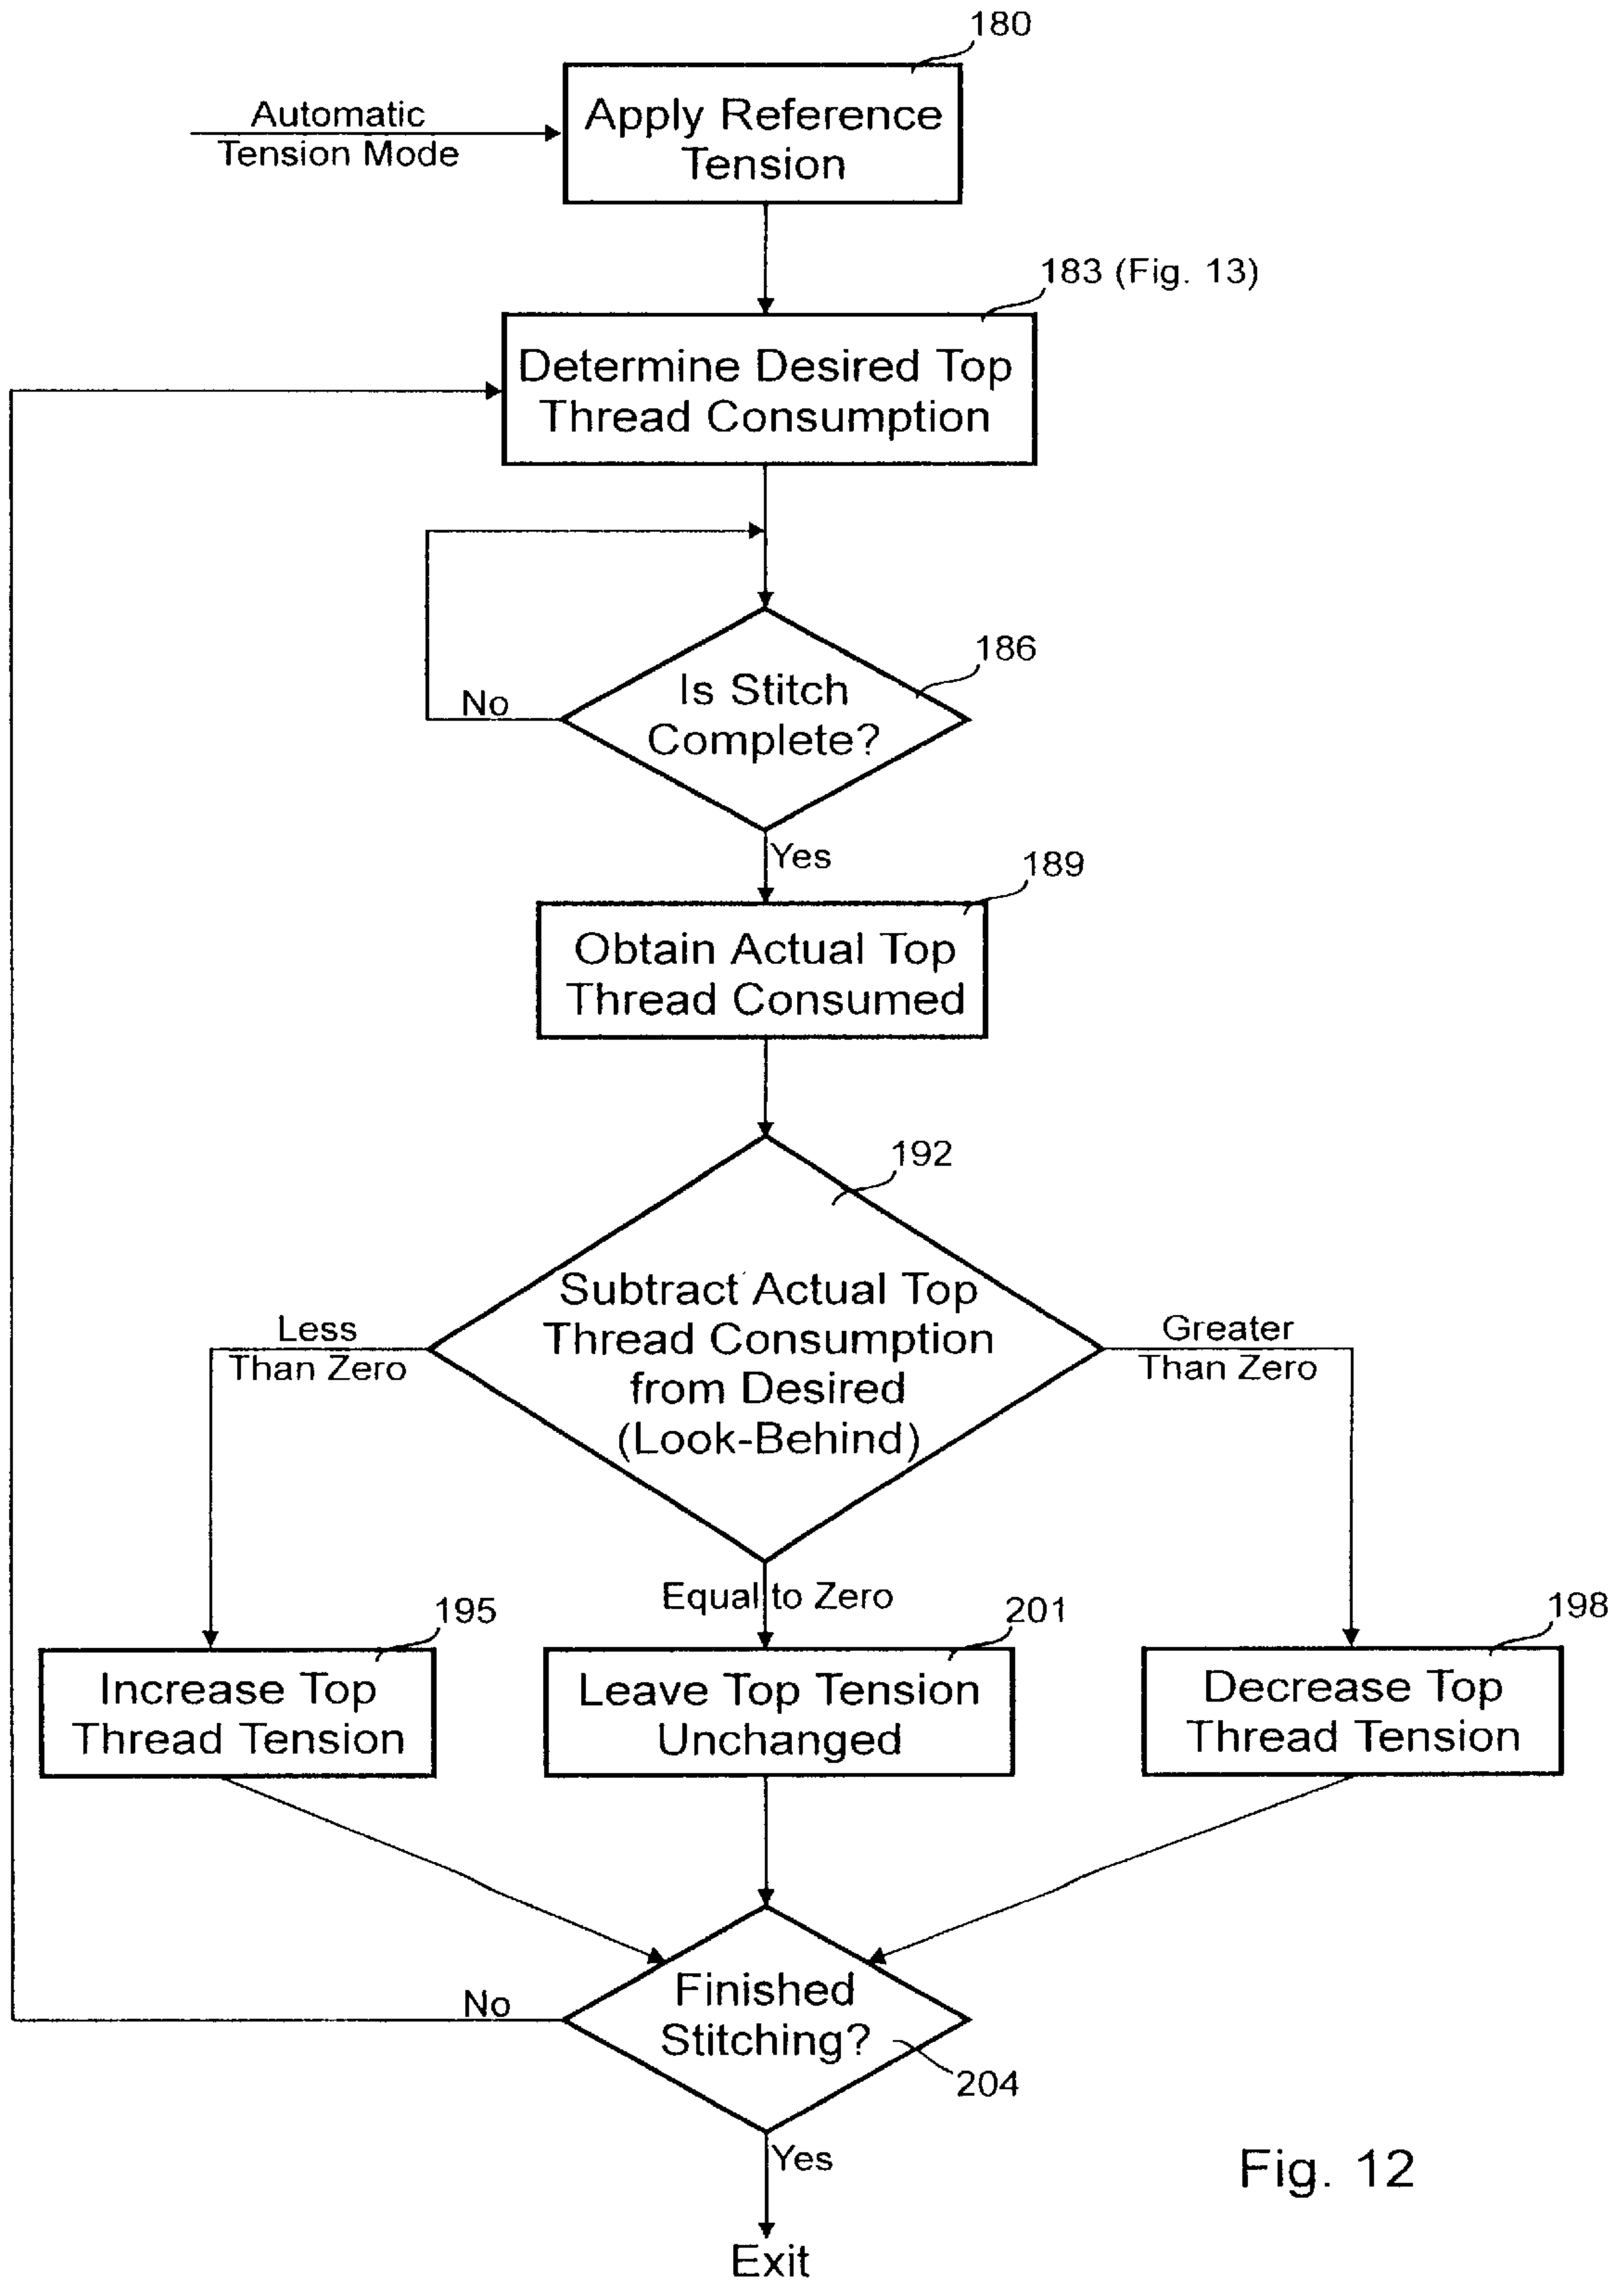 180
Automatic
Tension Mode
Apply Reference
Tension
183 (Fig. 13)
Determine Desired Top
Thread Consumption
186
Is Stitch
Complete?
No
Yes
189
Obtain Actual Top
Thread Consumed
192
Subtract Actual Top
Thread Consumption
from Desired
(Look-Behind)
Less
Than Zero
Greater
Than Zero
Equal to Zero
195
201
198
Increase Top
Thread Tension
Leave Top Tension
Unchanged
Decrease Top
Thread Tension
No
Finished
Stitching?
204
Yes
Fig. 12
Exit